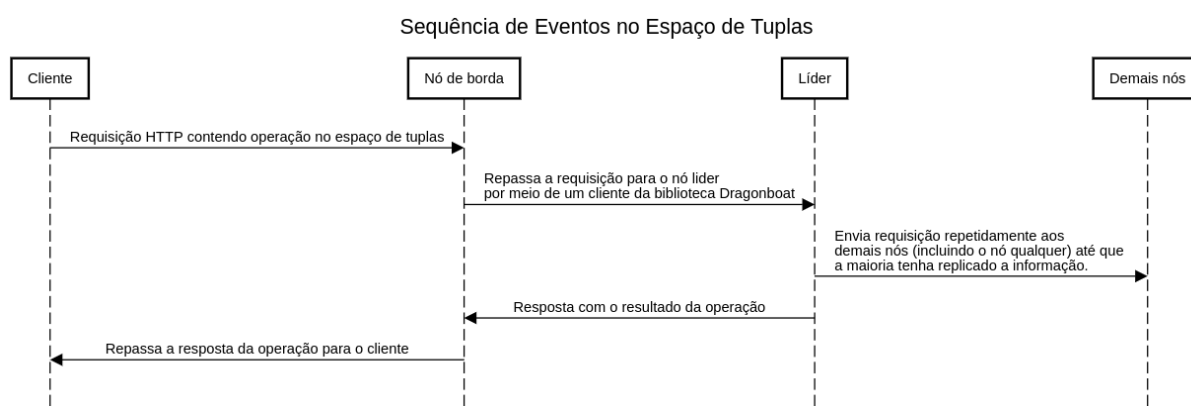 Sequência de Eventos no Espaço de Tuplas
Cliente
Nó de borda
Líder
Demais nós
Requisição HTTP contendo operação no espaço de tuplas
Repassa a requisição para o nó lider
por meio de um cliente da biblioteca Dragonboat
Envia requisição repetidamente aos
demais nós (incluindo o nó qualquer) até que
a maioria tenha replicado a informação.
Resposta com o resultado da operação
Repassa a resposta da operação para o cliente